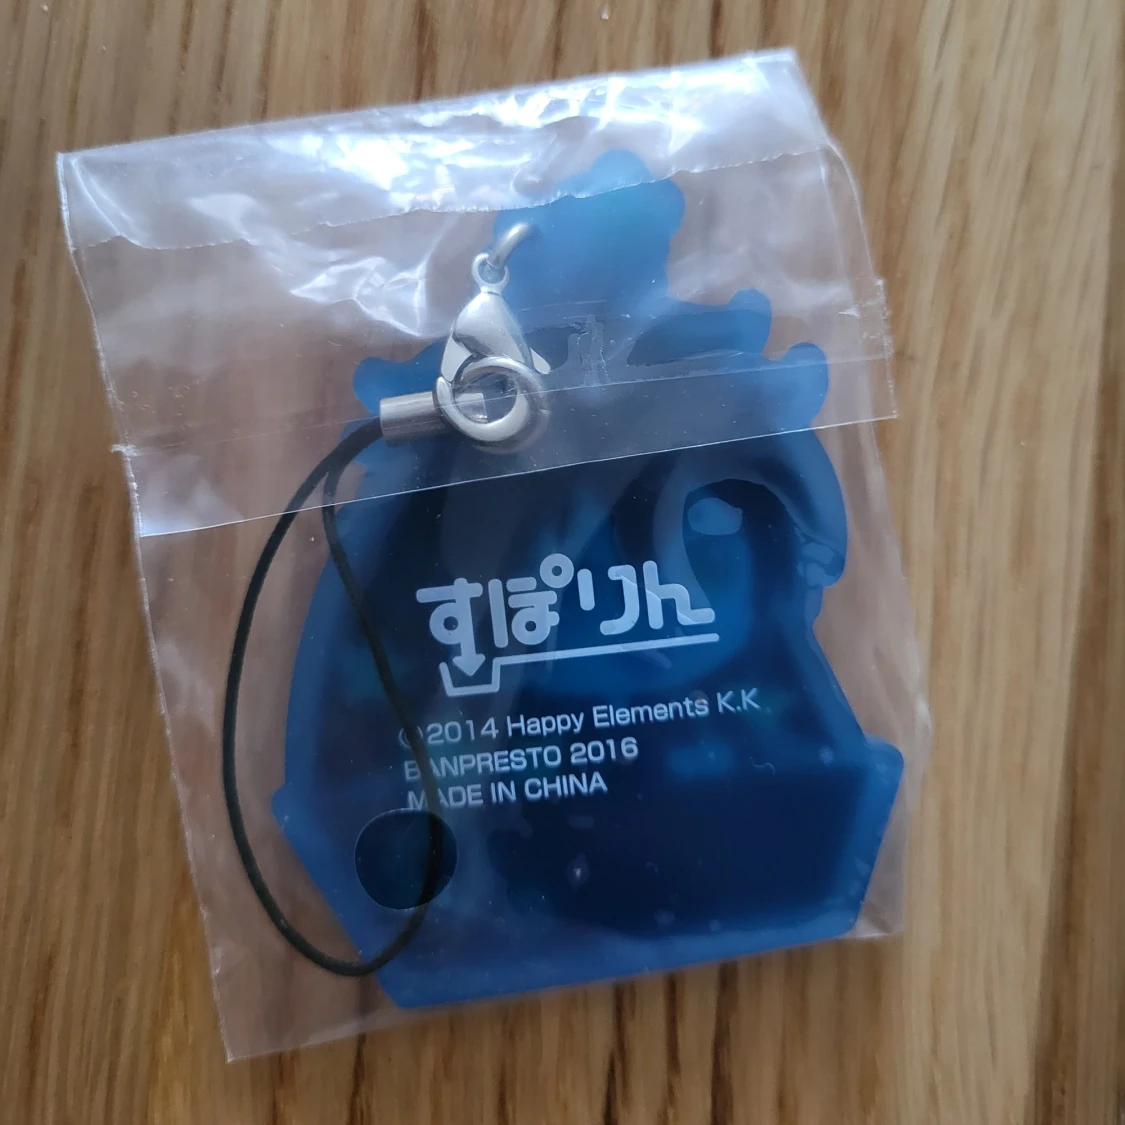 すぽりん
©2014 Happy Elements K.K
BANPRESTO 2016
MADE IN CHINA